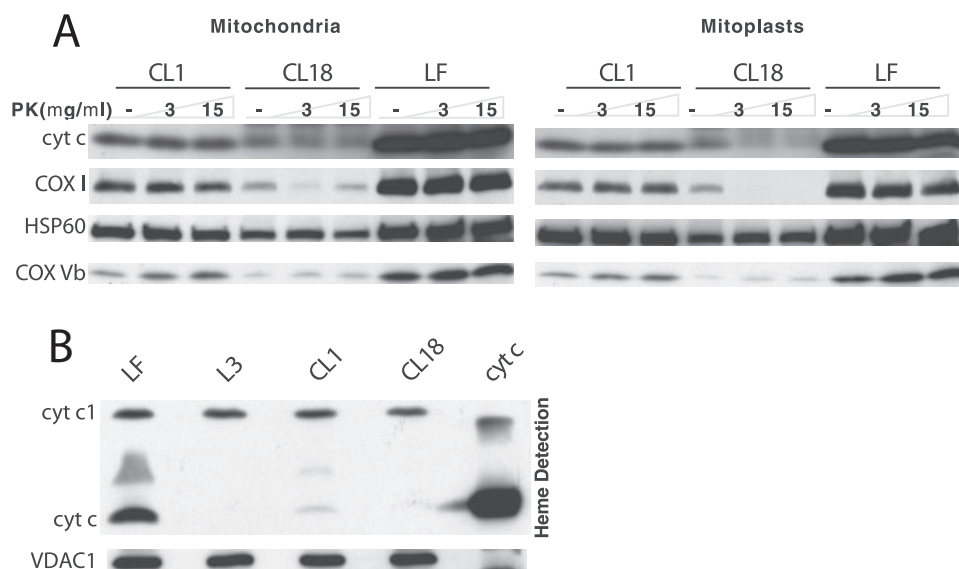 A
Mitochondria Mitoplasts
CL1 CL18 LF CL1 CL18 LF
PK(mg/ml) - 3 15 - 3 15 - 3 15 - 3 15 - 3 15 - 3 15
cyt c
COX I
HSP60
COX Vb
B
LF L3 CL1 CL18 cyt c
cyt c1
cyt c
Heme Detection
VDAC1